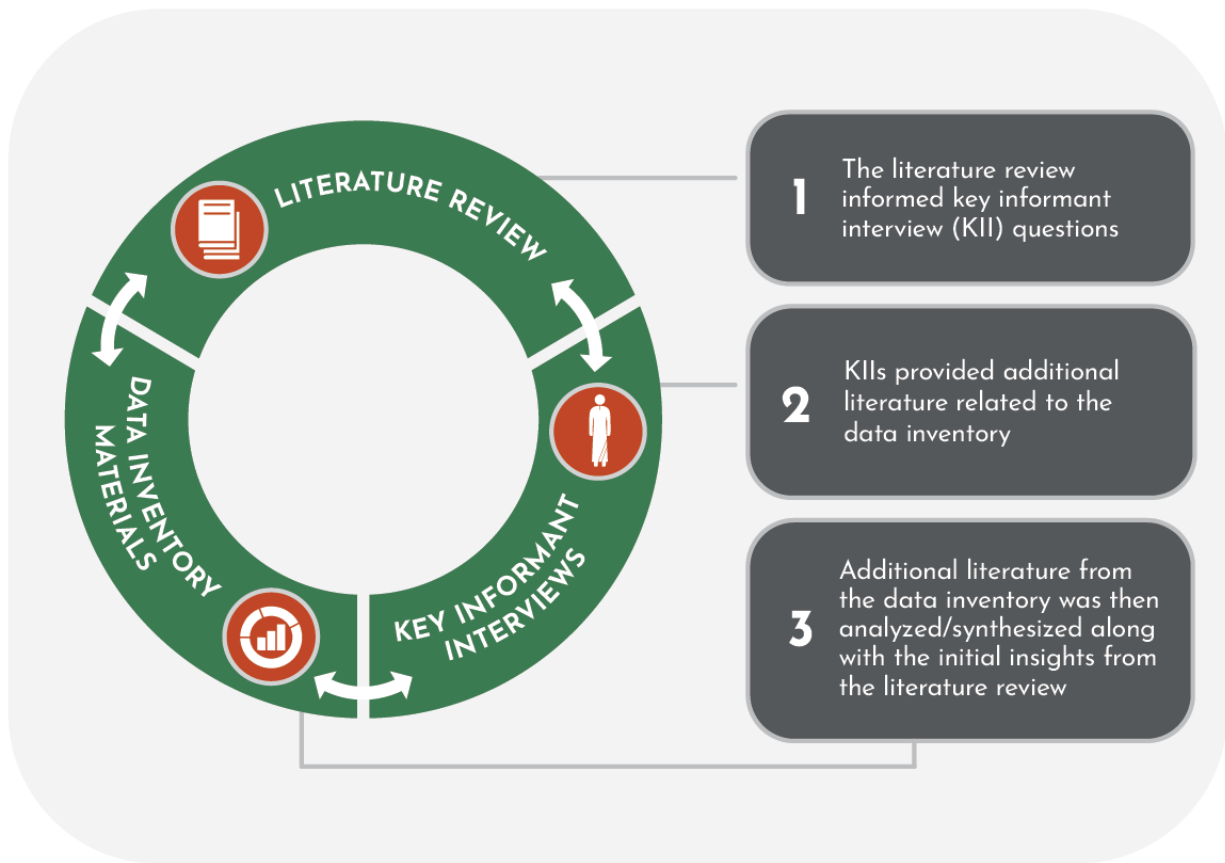 LITERATURE REVIEW
DATA INVENTORY
MATERIALS
KEY INFORMANT
INTERVIEWS
1
The literature review
informed key informant
interview (KII) questions
2
KIIs provided additional
literature related to the
data inventory
3
Additional literature from
the data inventory was then
analyzed/synthesized along
with the initial insights from
the literature review